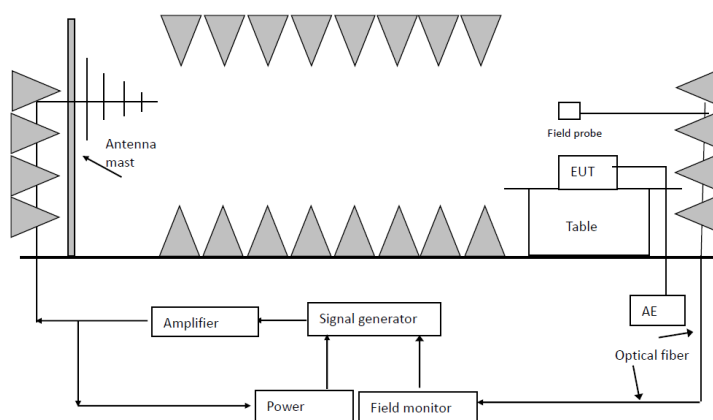 Antenna
mast
Field probe
EUT
Table
AE
Signal generator
Amplifier
Optical fiber
Power
Field monitor